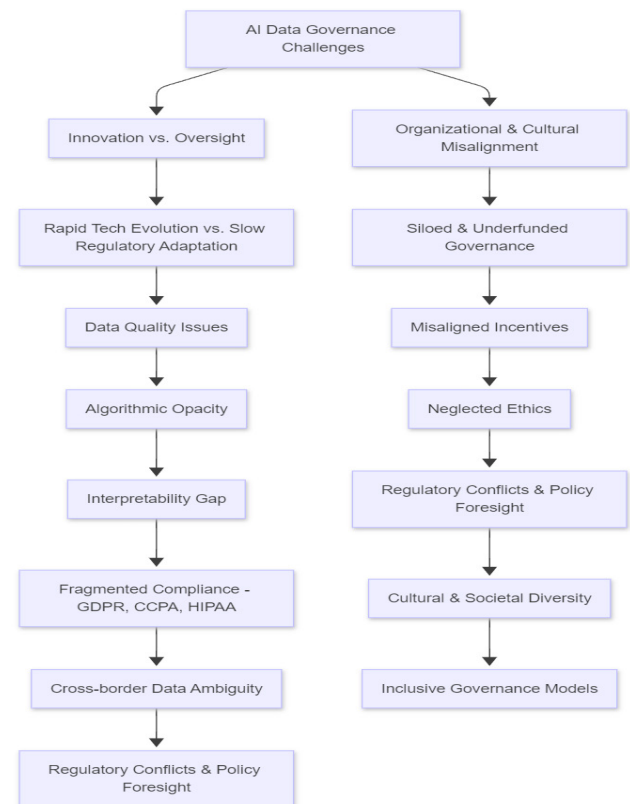 AI Data Governance
Challenges
Innovation vs. Oversight
Rapid Tech Evolution vs. Slow
Regulatory Adaptation
Data Quality Issues
Algorithmic Opacity
Interpretability Gap
Fragmented Compliance -
GDPR, CCPA, HIPAA
Cross-border Data Ambiguity
Regulatory Conflicts & Policy
Foresight
Organizational & Cultural
Misalignment
Siloed & Underfunded
Governance
Misaligned Incentives
Neglected Ethics
Regulatory Conflicts & Policy
Foresight
Cultural & Societal Diversity
Inclusive Governance Models